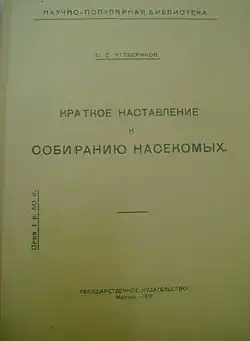 НАУЧНО-ПОПУЛЯРНАЯ БИБЛИОТЕКА.
С. С. ЧЕТВЕРИКОВ.
КРАТКОЕ НАСТАВЛЕНИЕ
К
СОБИРАНИЮ НАСЕКОМЫХ.
Цена 1 р. 50 к.
ГОСУДАРСТВЕННОЕ ИЗДАТЕЛЬСТВО
Москва